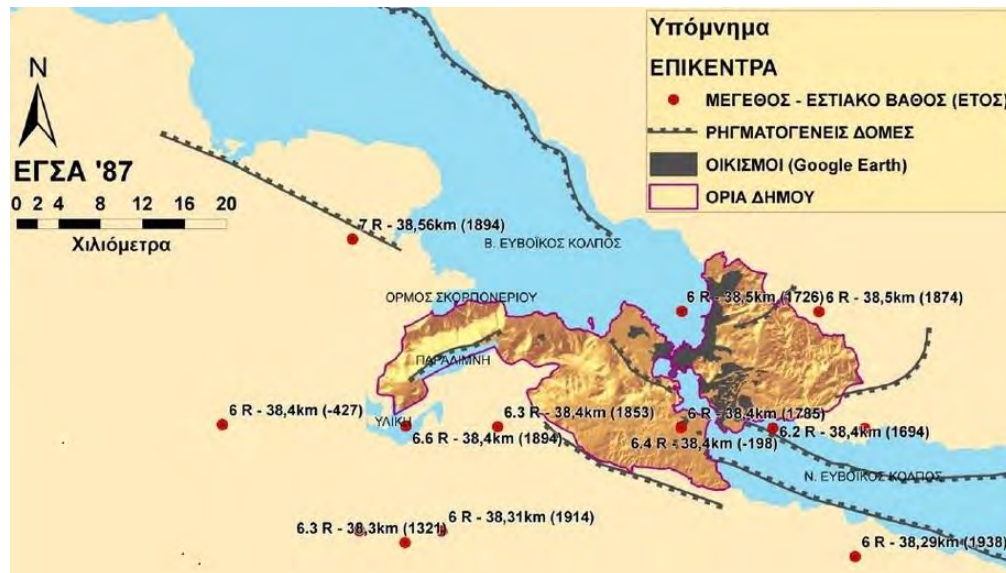 Υπόμνημα
ΕΠΙΚΕΝΤΡΑ
ΜΕΓΕΘΟΣ - ΕΣΤΙΑΚΟ ΒΑΘΟΣ (ΕΤΟΣ)
ΡΗΓΜΑΤΟΓΕΝΕΙΣ ΔΟΜΕΣ
ΟΙΚΙΣΜΟΙ (Google Earth)
ΟΡΙΑ ΔΗΜΟΥ
N
ΕΓΣΑ '87
0 2 4 8 12 16 20
Χιλιόμετρα
7 R - 38,56km (1894)
Β. ΕΥΒΟΪΚΟΣ ΚΟΛΠΟΣ
ΟΡΜΟΣ ΣΚΟΡΠΟΝΕΡΙΟΥ
6 R - 38,5km (1726)
6 R - 38,5km (1874)
ΠΑΡΑΛΙΜΝΗ
6 R - 38,4km (-427)
ΥΛΙΚΗ
6.3 R - 38,4km (1853)
6 R - 38,4km (1785)
6.6 R - 38,4km (1894)
6.4 R - 38,4km (-198)
6.2 R - 38,4km (1694)
Ν. ΕΥΒΟΪΚΟΣ ΚΟΛΠΟΣ
6.3 R - 38,3km (1321)
6 R - 38,31km (1914)
6 R - 38,29km (1938)